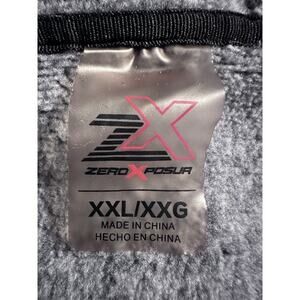 ZX
ZEROXPOSUR
XXL/XXG
MADE IN CHINA
HECHO EN CHINA